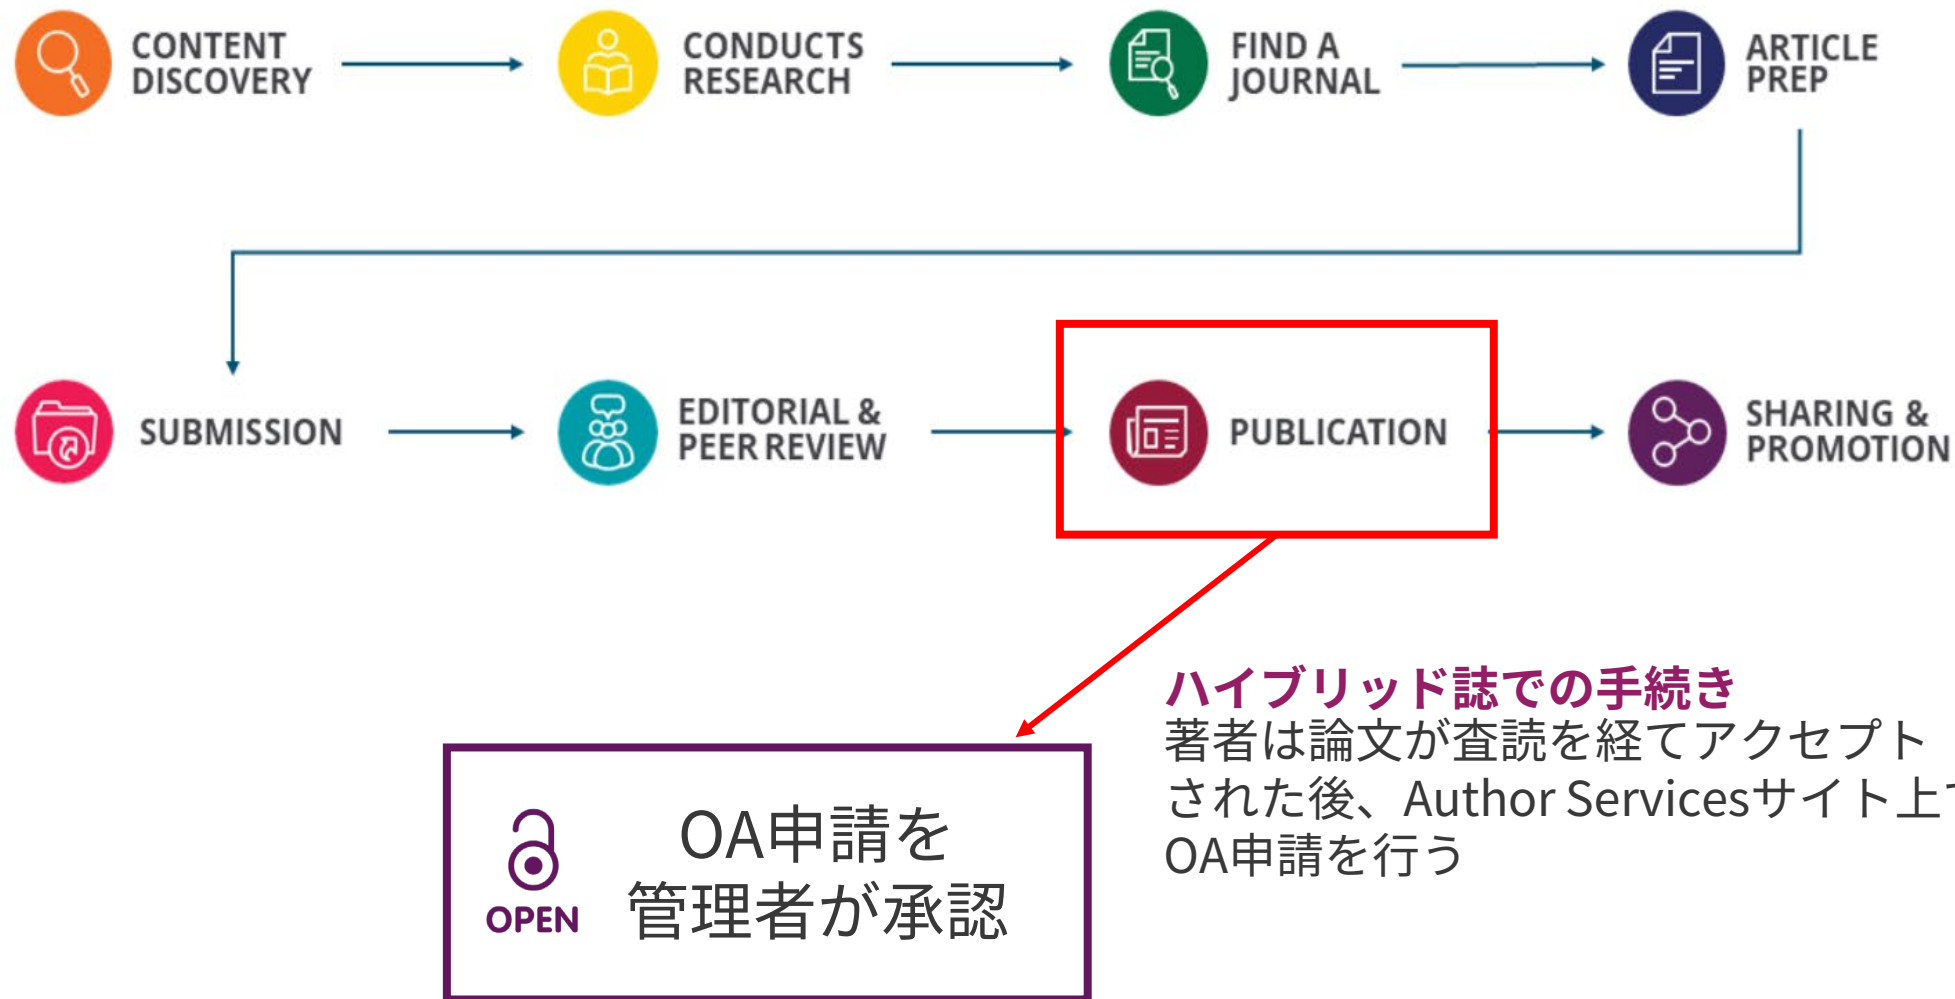 CONTENT
DISCOVERY
CONDUCTS
RESEARCH
FIND A
JOURNAL
ARTICLE
PREP
SUBMISSION
EDITORIAL &
PEER REVIEW
PUBLICATION
SHARING &
PROMOTION
ハイブリッド誌での手続き
著者は論文が査読を経てアクセプト
された後、Author Servicesサイト上で
OA申請を行う
OA申請を
管理者が承認
OPEN